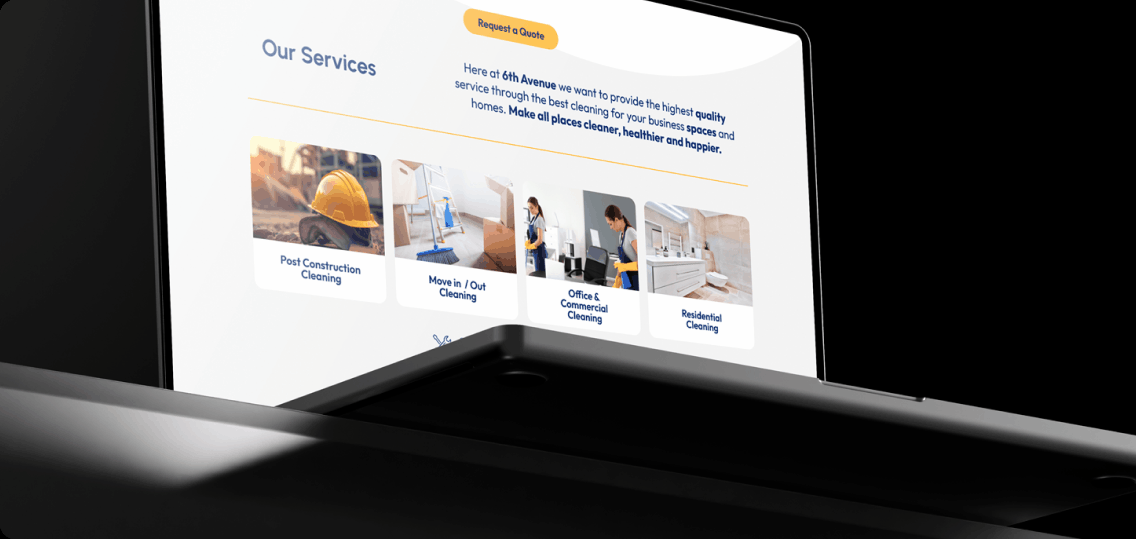 Request a Quote
Our Services
Here at 6th Avenue we want to provide the highest quality
service through the best cleaning for your business spaces and
homes. Make all places cleaner, healthier and happier.
Post Construction
Cleaning
Move in / Out
Cleaning
Office &
Commercial
Cleaning
Residential
Cleaning